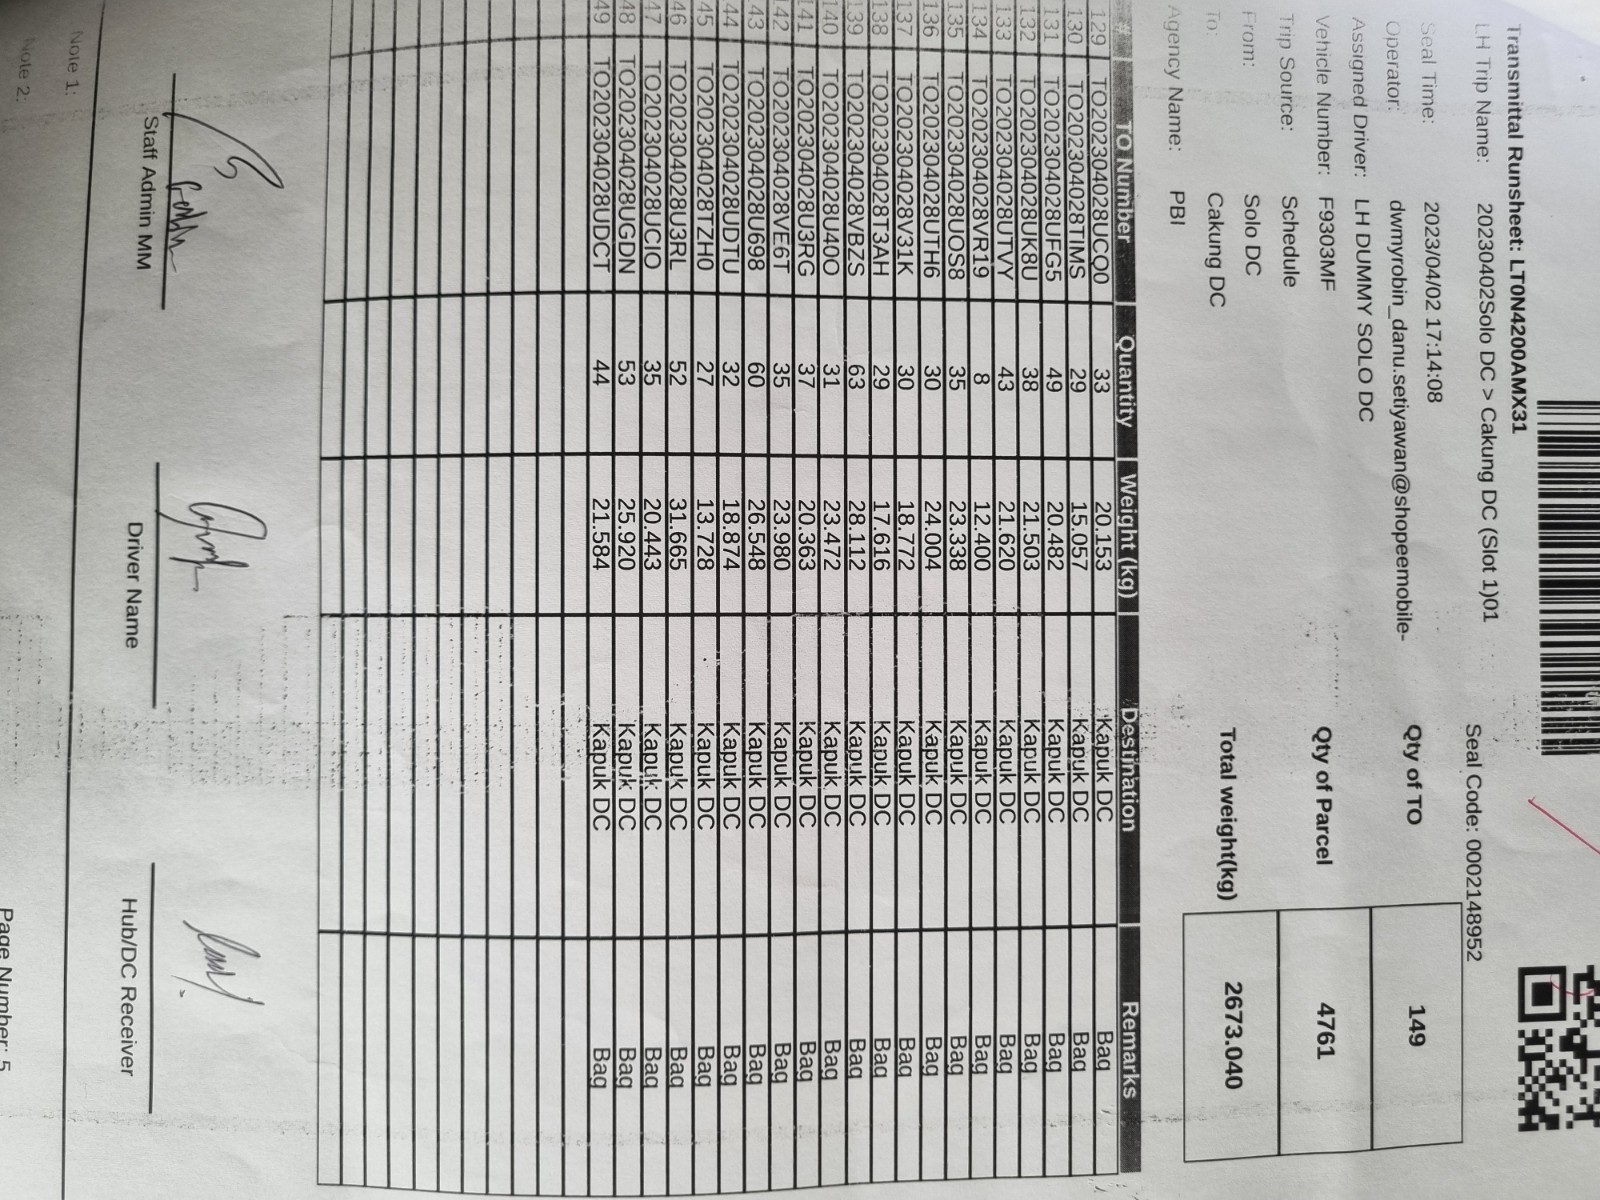 Transmittal Runsheet: LT0N4200AMX31
LH Trip Name: 20230402Solo DC > Cakung DC (Slot 1)01
Seal Code: 0002148952
Seal Time: 2023/04/02 17:14:08
Operator: dwmyrobin_danu.setiyawan@shopeemobile-
Assigned Driver: LH DUMMY SOLO DC
Vehicle Number: F9303MF
Trip Source: Schedule
From: Solo DC
To: Cakung DC
Agency Name: PBI
Qty of TO 149
Qty of Parcel 4761
Total weight(kg) 2673.040
# TO Number Quantity Weight (kg) Destination Remarks
129 TO202304028UCQ0 33 20.153 Kapuk DC Bag
130 TO202304028TIMS 29 15.057 Kapuk DC Bag
131 TO202304028UFG5 49 20.482 Kapuk DC Bag
132 TO202304028UK8U 38 21.503 Kapuk DC Bag
133 TO202304028UTVY 43 21.620 Kapuk DC Bag
134 TO202304028VR19 8 12.400 Kapuk DC Bag
135 TO202304028UOS8 35 23.338 Kapuk DC Bag
136 TO202304028UTH6 30 24.004 Kapuk DC Bag
137 TO202304028V31K 30 18.772 Kapuk DC Bag
138 TO202304028T3AH 29 17.616 Kapuk DC Bag
139 TO202304028VBZS 63 28.112 Kapuk DC Bag
140 TO202304028U40O 31 23.472 Kapuk DC Bag
141 TO202304028U3RG 37 20.363 Kapuk DC Bag
142 TO202304028VE6T 35 23.980 Kapuk DC Bag
43 TO202304028U698 60 26.548 Kapuk DC Bag
44 TO202304028UDTU 32 18.874 Kapuk DC Bag
45 TO202304028TZH0 27 13.728 Kapuk DC Bag
46 TO202304028U3RL 52 31.665 Kapuk DC Bag
47 TO202304028UCIO 35 20.443 Kapuk DC Bag
48 TO202304028UGDN 53 25.920 Kapuk DC Bag
49 TO202304028UDCT 44 21.584 Kapuk DC Bag
Staff Admin MM
Driver Name
Hub/DC Receiver
Note 1:
Note 2:
Page Number: 5